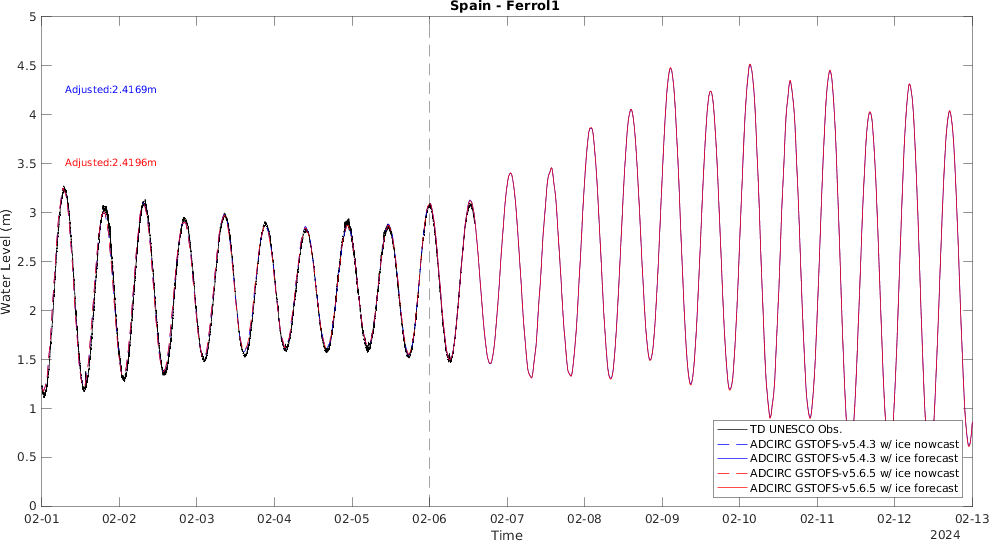 Spain - Ferrol1
5
4.5
4
3.5
3
2.5
2
1.5
1
0.5
0
Water Level (m)
Adjusted:2.4169m
Adjusted:2.4196m
TD UNESCO Obs.
ADCIRC GSTOFS-v5.4.3 w/ ice nowcast
ADCIRC GSTOFS-v5.4.3 w/ ice forecast
ADCIRC GSTOFS-v5.6.5 w/ ice nowcast
ADCIRC GSTOFS-v5.6.5 w/ ice forecast
02-01 02-02 02-03 02-04 02-05 02-06 02-07 02-08 02-09 02-10 02-11 02-12 02-13
Time
2024